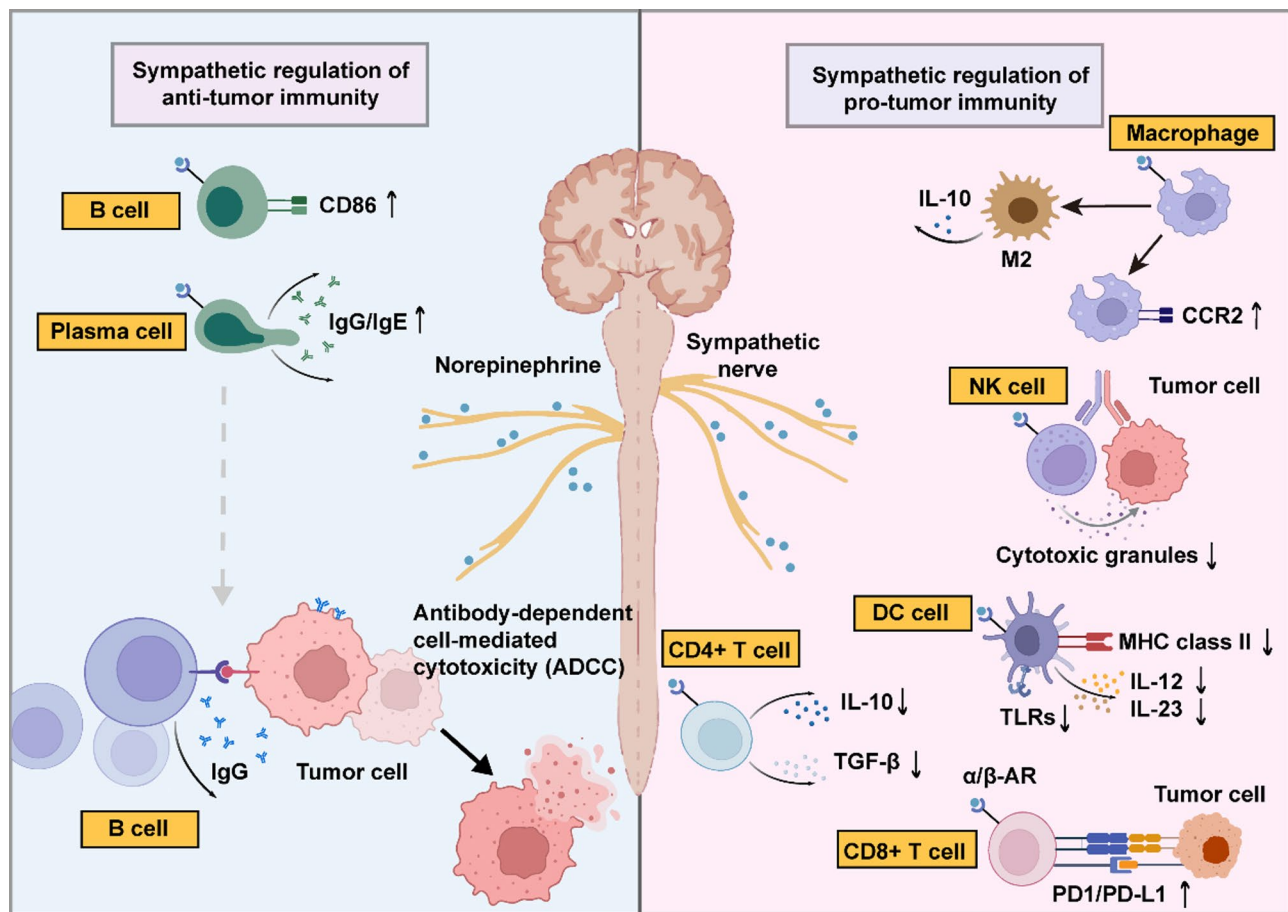 Sympathetic regulation of
anti-tumor immunity
B cell
CD86 ↑
Plasma cell
IgG/IgE ↑
Norepinephrine
Antibody-dependent
cell-mediated
cytotoxicity (ADCC)
IgG
Tumor cell
B cell
Sympathetic regulation of
pro-tumor immunity
Macrophage
IL-10
M2
CCR2 ↑
Sympathetic
nerve
NK cell
Tumor cell
Cytotoxic granules ↓
DC cell
MHC class II ↓
IL-12 ↓
IL-23 ↓
TLRs ↓
CD4+ T cell
IL-10 ↓
TGF-β ↓
α/β-AR
Tumor cell
CD8+ T cell
PD1/PD-L1 ↑